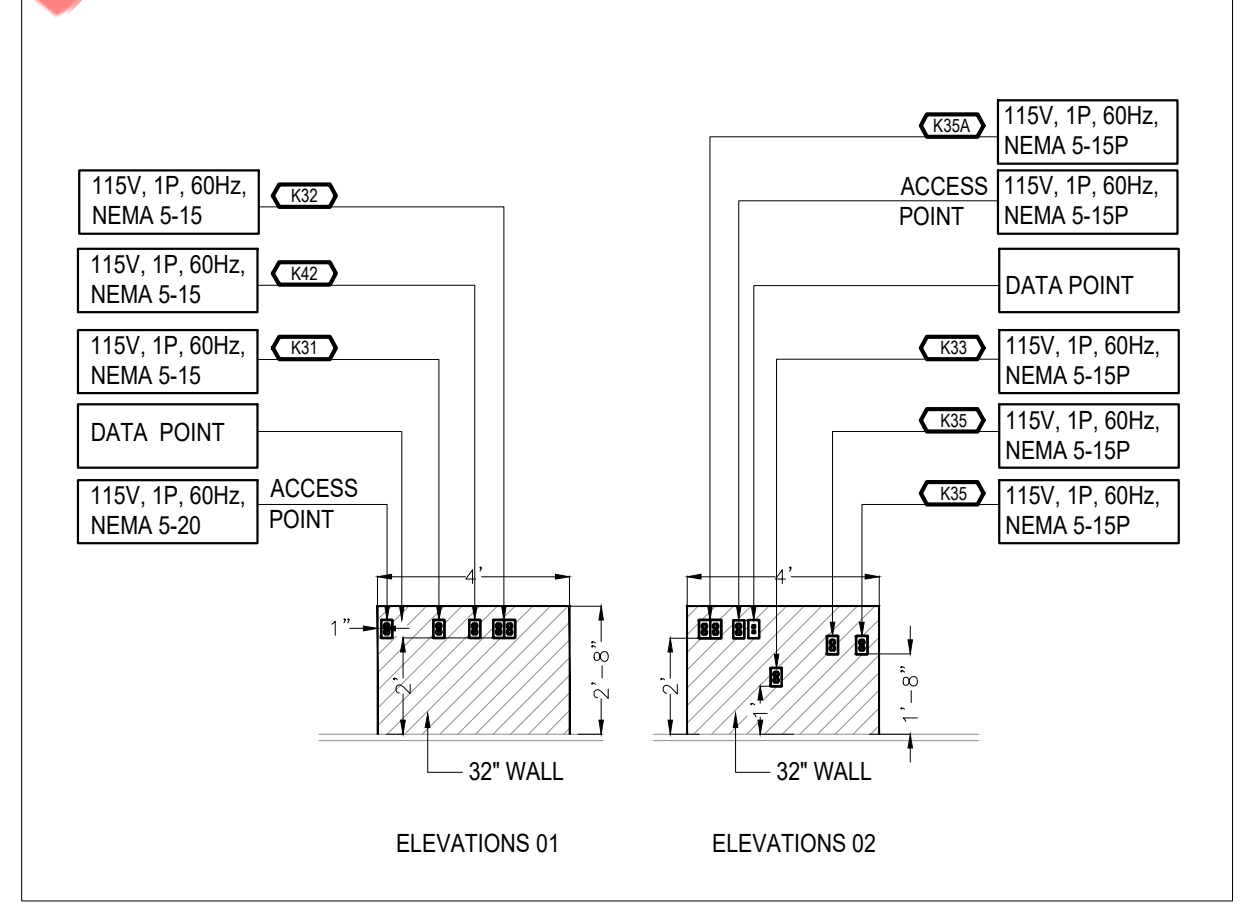 115V, 1P, 60Hz,
NEMA 5-15
K32
115V, 1P, 60Hz,
NEMA 5-15
K42
115V, 1P, 60Hz,
NEMA 5-15
K31
DATA POINT
115V, 1P, 60Hz,
NEMA 5-20
ACCESS
POINT
4'
1"
2'
2'-8"
32" WALL
ELEVATIONS 01
K35A
115V, 1P, 60Hz,
NEMA 5-15P
ACCESS
POINT
115V, 1P, 60Hz,
NEMA 5-15P
DATA POINT
K33
115V, 1P, 60Hz,
NEMA 5-15P
K35
115V, 1P, 60Hz,
NEMA 5-15P
K35
115V, 1P, 60Hz,
NEMA 5-15P
4'
2'
1'
1'-8"
32" WALL
ELEVATIONS 02